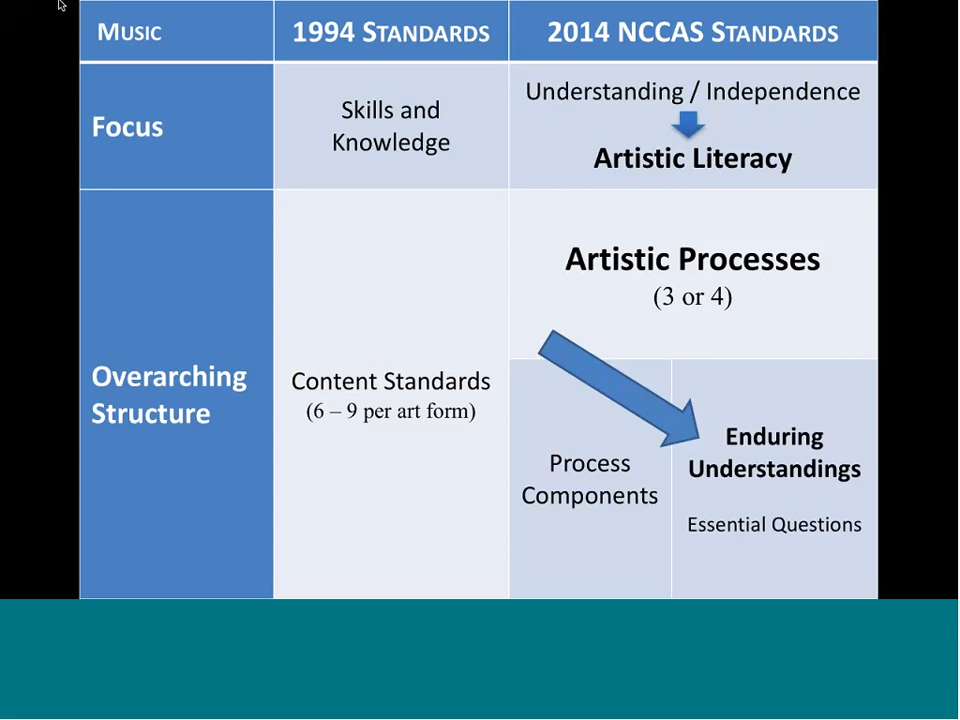 MUSIC
1994 STANDARDS
2014 NCCAS STANDARDS
Focus
Skills and
Knowledge
Understanding / Independence
Artistic Literacy
Overarching
Structure
Content Standards
(6 – 9 per art form)
Artistic Processes
(3 or 4)
Process
Components
Enduring
Understandings
Essential Questions